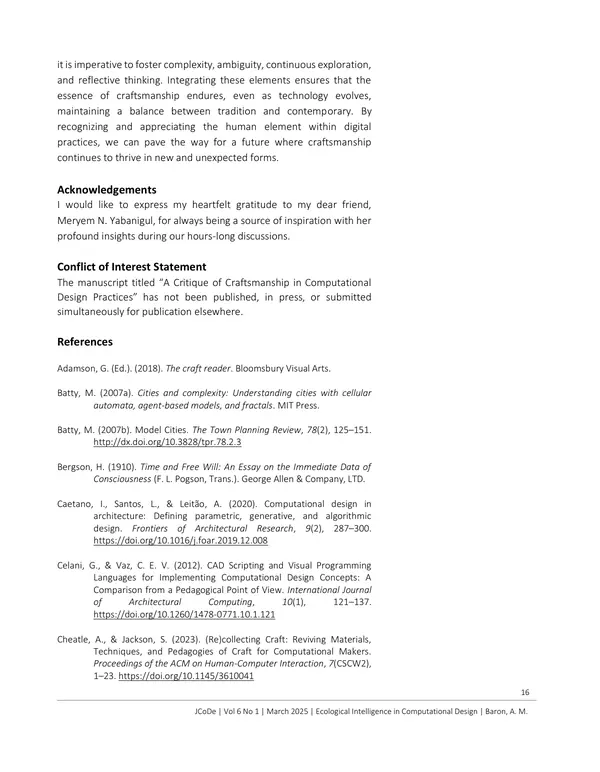 it is imperative to foster complexity, ambiguity, continuous exploration,
and reflective thinking. Integrating these elements ensures that the
essence of craftsmanship endures, even as technology evolves,
maintaining a balance between tradition and contemporary. By
recognizing and appreciating the human element within digital
practices, we can pave the way for a future where craftsmanship
continues to thrive in new and unexpected forms.
Acknowledgements
I would like to express my heartfelt gratitude to my dear friend,
Meryem N. Yabanigul, for always being a source of inspiration with her
profound insights during our hours-long discussions.
Conflict of Interest Statement
The manuscript titled “A Critique of Craftsmanship in Computational
Design Practices” has not been published, in press, or submitted
simultaneously for publication elsewhere.
References
Adamson, G. (Ed.). (2018). The craft reader. Bloomsbury Visual Arts.
Batty, M. (2007a). Cities and complexity: Understanding cities with cellular
automata, agent-based models, and fractals. MIT Press.
Batty, M. (2007b). Model Cities. The Town Planning Review, 78(2), 125–151.
http://dx.doi.org/10.3828/tpr.78.2.3
Bergson, H. (1910). Time and Free Will: An Essay on the Immediate Data of
Consciousness (F. L. Pogson, Trans.). George Allen & Company, LTD.
Caetano, I., Santos, L., & Leitão, A. (2020). Computational design in
architecture: Defining parametric, generative, and algorithmic
design. Frontiers of Architectural Research, 9(2), 287–300.
https://doi.org/10.1016/j.foar.2019.12.008
Celani, G., & Vaz, C. E. V. (2012). CAD Scripting and Visual Programming
Languages for Implementing Computational Design Concepts: A
Comparison from a Pedagogical Point of View. International Journal
of Architectural Computing, 10(1), 121–137.
https://doi.org/10.1260/1478-0771.10.1.121
Cheatle, A., & Jackson, S. (2023). (Re)collecting Craft: Reviving Materials,
Techniques, and Pedagogies of Craft for Computational Makers.
Proceedings of the ACM on Human-Computer Interaction, 7(CSCW2),
1–23. https://doi.org/10.1145/3610041
16
JCoDe | Vol 6 No 1 | March 2025 | Ecological Intelligence in Computational Design | Baron, A. M.